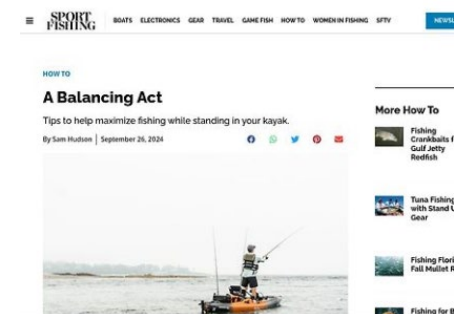 SPORT FISHING
BOATS ELECTRONICS GEAR TRAVEL GAME FISH HOW TO WOMEN IN FISHING SFTV
HOW TO
A Balancing Act
Tips to help maximize fishing while standing in your kayak.
By Sam Hudson | September 26, 2024
More How To
Fishing
Crankbaits
Gulf Jetty
Redfish
Tuna Fishing
with Stand
Gear
Fishing
Fall Mullet
Fishing for